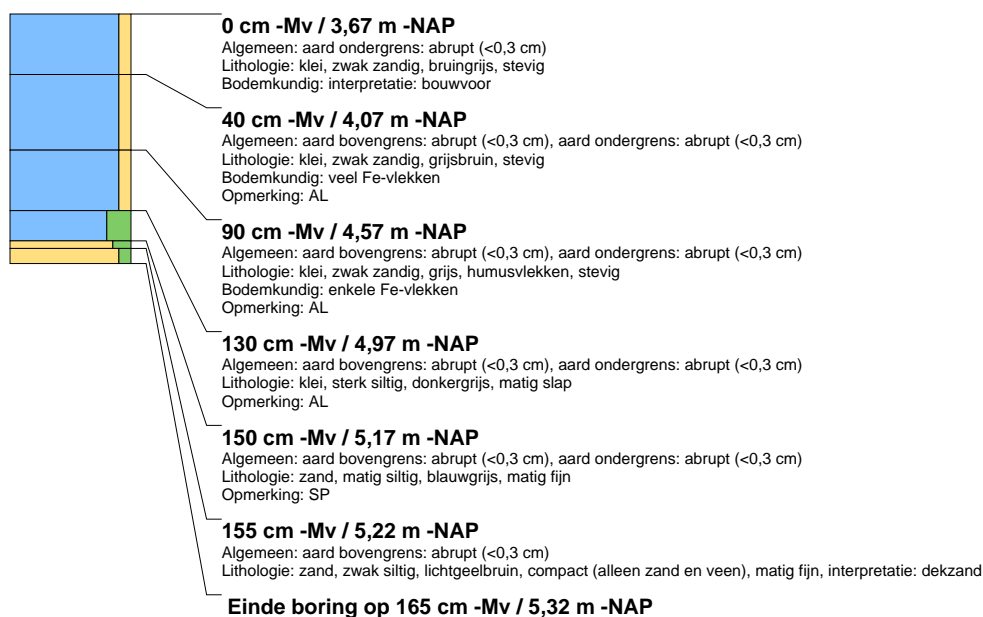 0 cm -Mv / 3,67 m -NAP
Algemeen: aard ondergrens: abrupt (<0,3 cm)
Lithologie: klei, zwak zandig, bruingrijs, stevig
Bodemkundig: interpretatie: bouwvoor
40 cm -Mv / 4,07 m -NAP
Algemeen: aard bovengrens: abrupt (<0,3 cm), aard ondergrens: abrupt (<0,3 cm)
Lithologie: klei, zwak zandig, grijsbruin, stevig
Bodemkundig: veel Fe-vlekken
Opmerking: AL
90 cm -Mv / 4,57 m -NAP
Algemeen: aard bovengrens: abrupt (<0,3 cm), aard ondergrens: abrupt (<0,3 cm)
Lithologie: klei, zwak zandig, grijs, humusvlekken, stevig
Bodemkundig: enkele Fe-vlekken
Opmerking: AL
130 cm -Mv / 4,97 m -NAP
Algemeen: aard bovengrens: abrupt (<0,3 cm), aard ondergrens: abrupt (<0,3 cm)
Lithologie: klei, sterk siltig, donkergrijs, matig slap
Opmerking: AL
150 cm -Mv / 5,17 m -NAP
Algemeen: aard bovengrens: abrupt (<0,3 cm), aard ondergrens: abrupt (<0,3 cm)
Lithologie: zand, matig siltig, blauwgrijs, matig fijn
Opmerking: SP
155 cm -Mv / 5,22 m -NAP
Algemeen: aard bovengrens: abrupt (<0,3 cm)
Lithologie: zand, zwak siltig, lichtgeelbruin, compact (alleen zand en veen), matig fijn, interpretatie: dekzand
Einde boring op 165 cm -Mv / 5,32 m -NAP